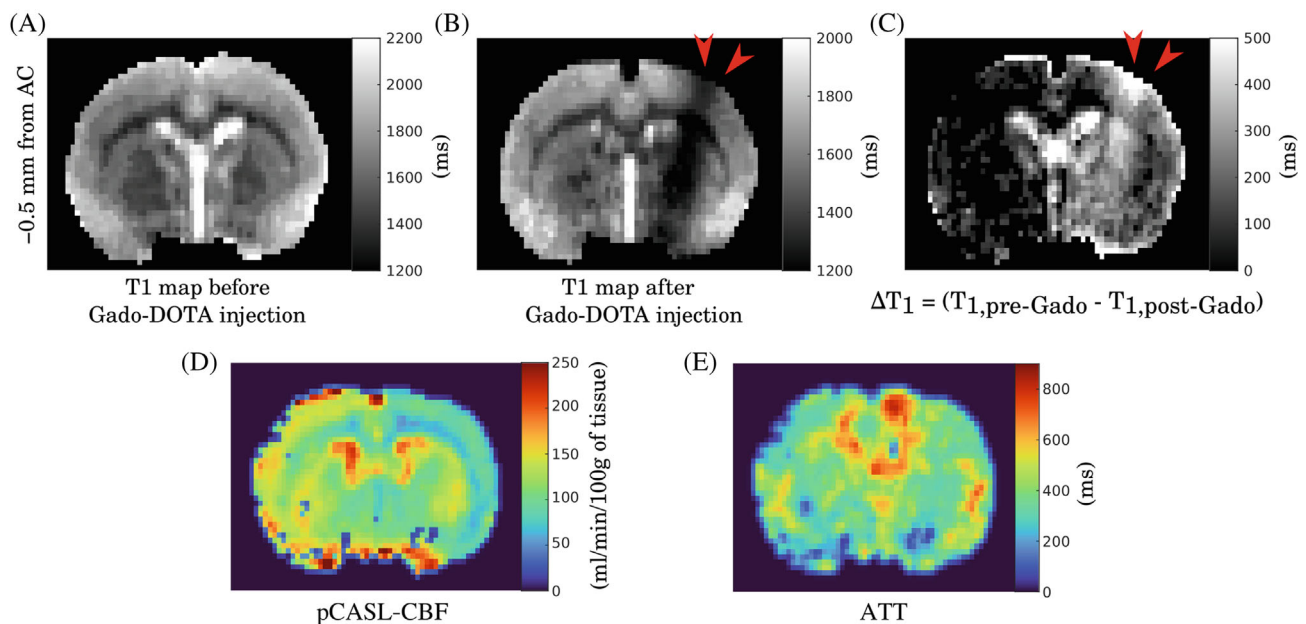 (A)
(B)
(C)
−0.5 mm from AC
2200
2000
1800
1600
1400
1200
(ms)
2000
1800
1600
1400
1200
(ms)
500
400
300
200
100
0
(ms)
T1 map before
Gado-DOTA injection
T1 map after
Gado-DOTA injection
ΔT1 = (T1,pre-Gado - T1,post-Gado)
(D)
(E)
250
200
150
100
50
0
(ml/min/100g of tissue)
800
600
400
200
0
(ms)
pCASL-CBF
ATT